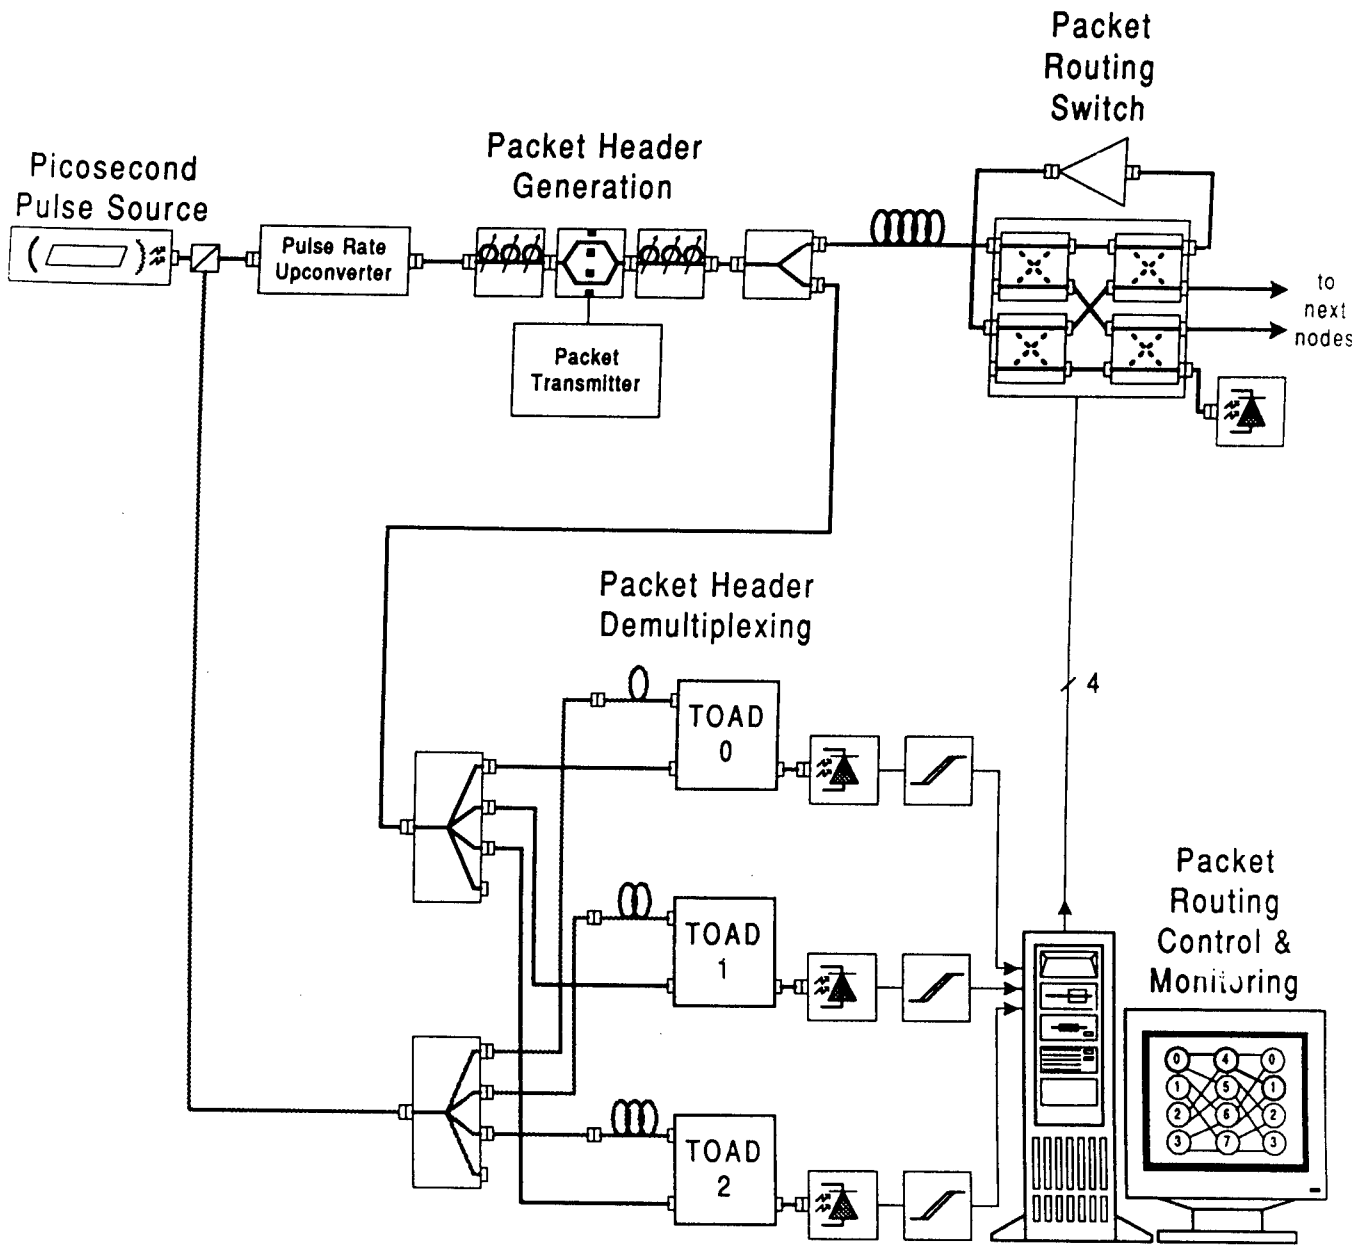 Packet
Routing
Switch
Packet Header
Generation
Picosecond
Pulse Source
Pulse Rate
Upconverter
Packet
Transmitter
to
next
nodes
Packet Header
Demultiplexing
4
TOAD
0
TOAD
1
TOAD
2
Packet
Routing
Control &
Monitoring
0 4 0
1 5 1
2 6 2
3 7 3